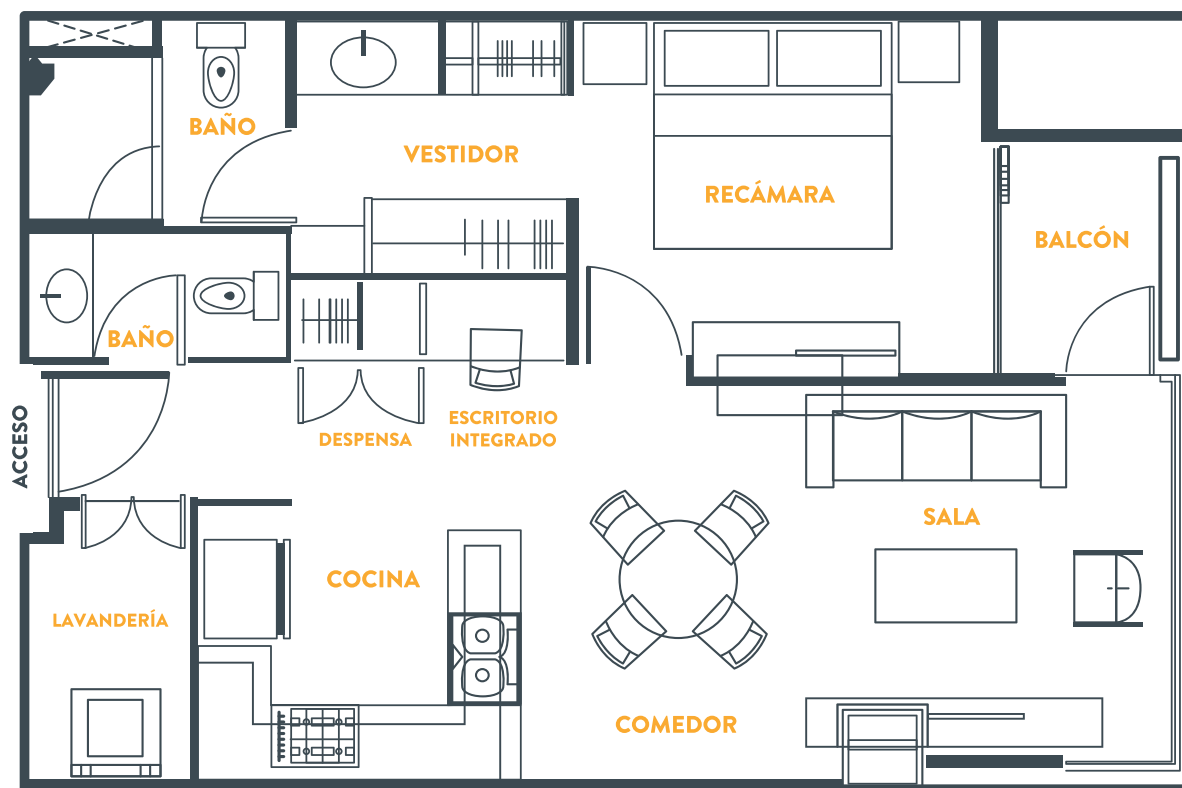 BAÑO
VESTIDOR
RECÁMARA
BALCÓN
BAÑO
ACCESO
DESPENSA
ESCRITORIO
INTEGRADO
SALA
COCINA
LAVANDERÍA
COMEDOR